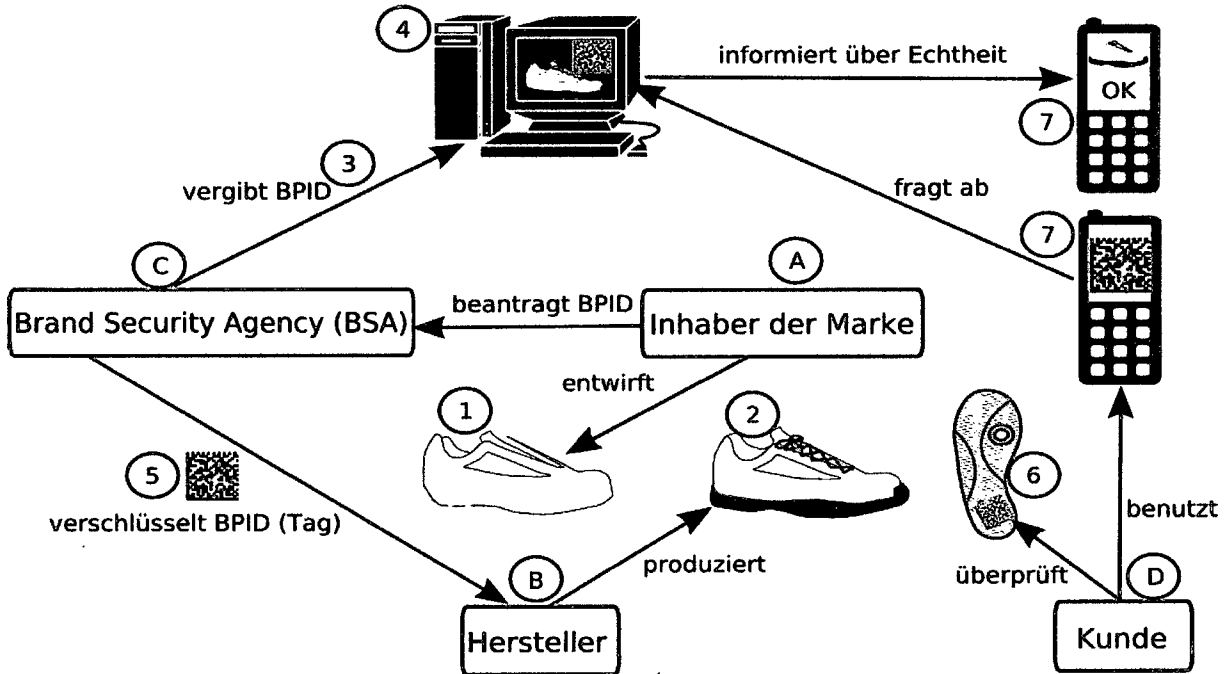 4
informiert über Echtheit
OK
7
3
vergibt BPID
fragt ab
7
C
A
Brand Security Agency (BSA)
beantragt BPID
Inhaber der Marke
entwirft
1
2
5
6
verschlüsselt BPID (Tag)
benutzt
produziert
überprüft
B
D
Hersteller
Kunde